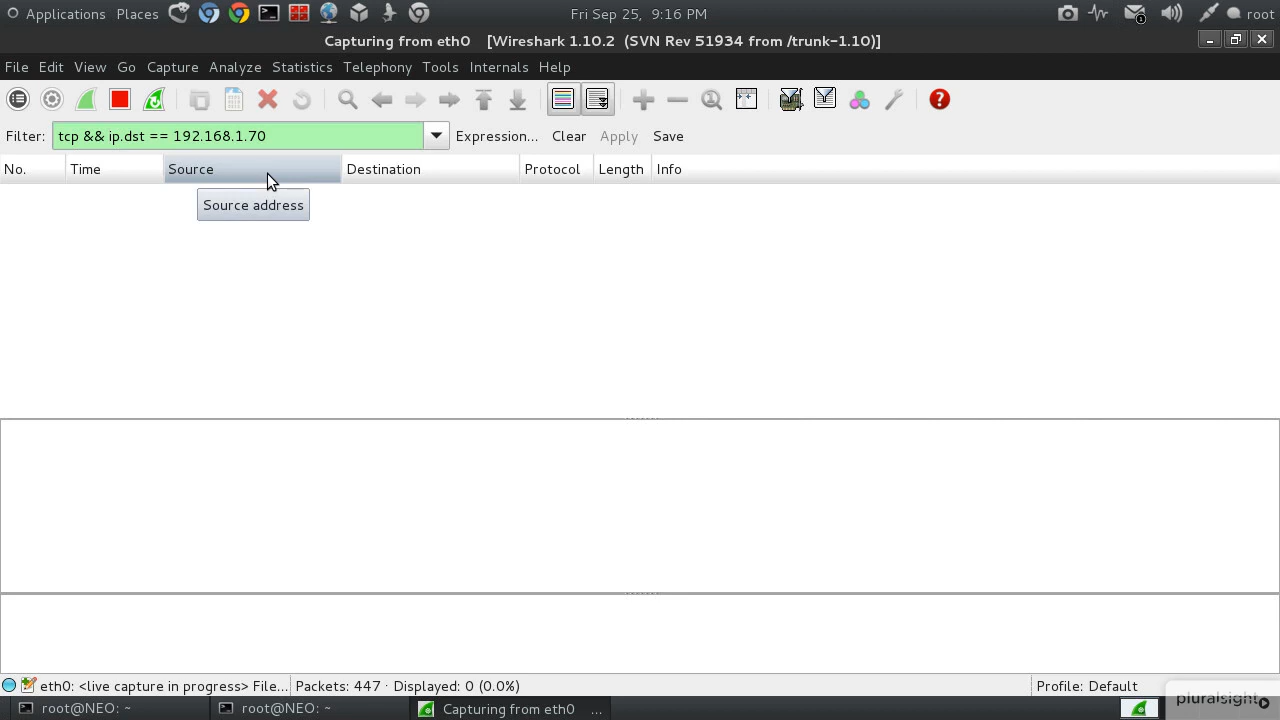 Applications Places Fri Sep 25, 9:16 PM 1 root
Capturing from eth0 [Wireshark 1.10.2 (SVN Rev 51934 from /trunk-1.10)]
File Edit View Go Capture Analyze Statistics Telephony Tools Internals Help
Filter: tcp && ip.dst == 192.168.1.70 Expression... Clear Apply Save
No. Time Source Destination Protocol Length Info
Source address
eth0: <live capture in progress> File... Packets: 447 · Displayed: 0 (0.0%) Profile: Default
pluralsight
root@NEO: ~ root@NEO: ~ Capturing from eth0 ...